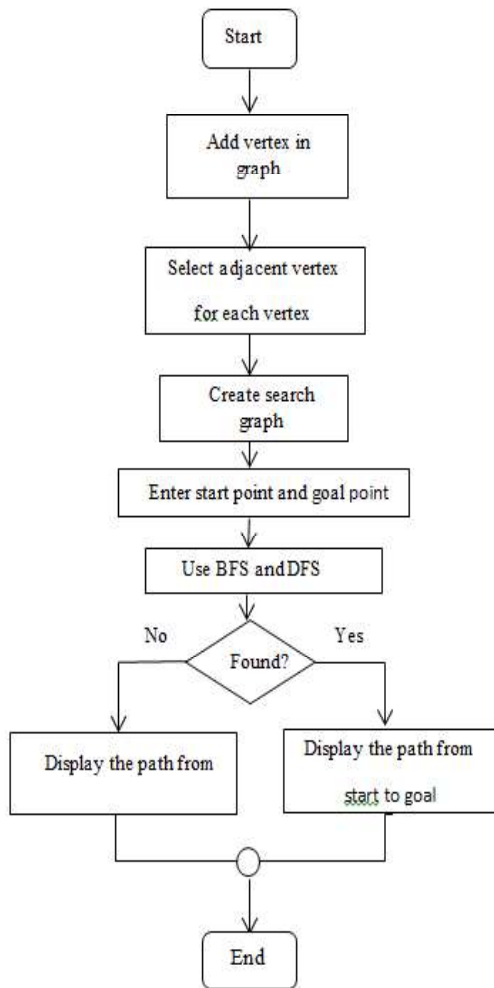 Start
Add vertex in
graph
Select adjacent vertex
for each vertex
Create search
graph
Enter start point and goal point
Use BFS and DFS
No
Yes
Found?
Display the path from
Display the path from
start to goal
End